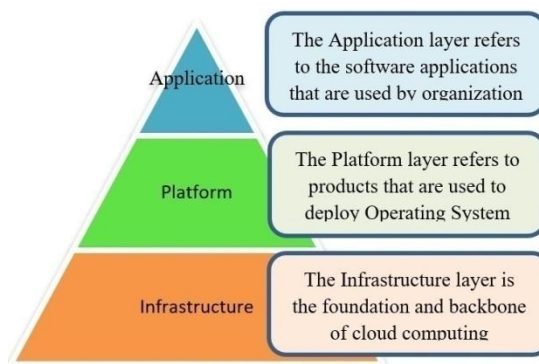 Application
The Application layer refers
to the software applications
that are used by organization
Platform
The Platform layer refers to
products that are used to
deploy Operating System
Infrastructure
The Infrastructure layer is
the foundation and backbone
of cloud computing